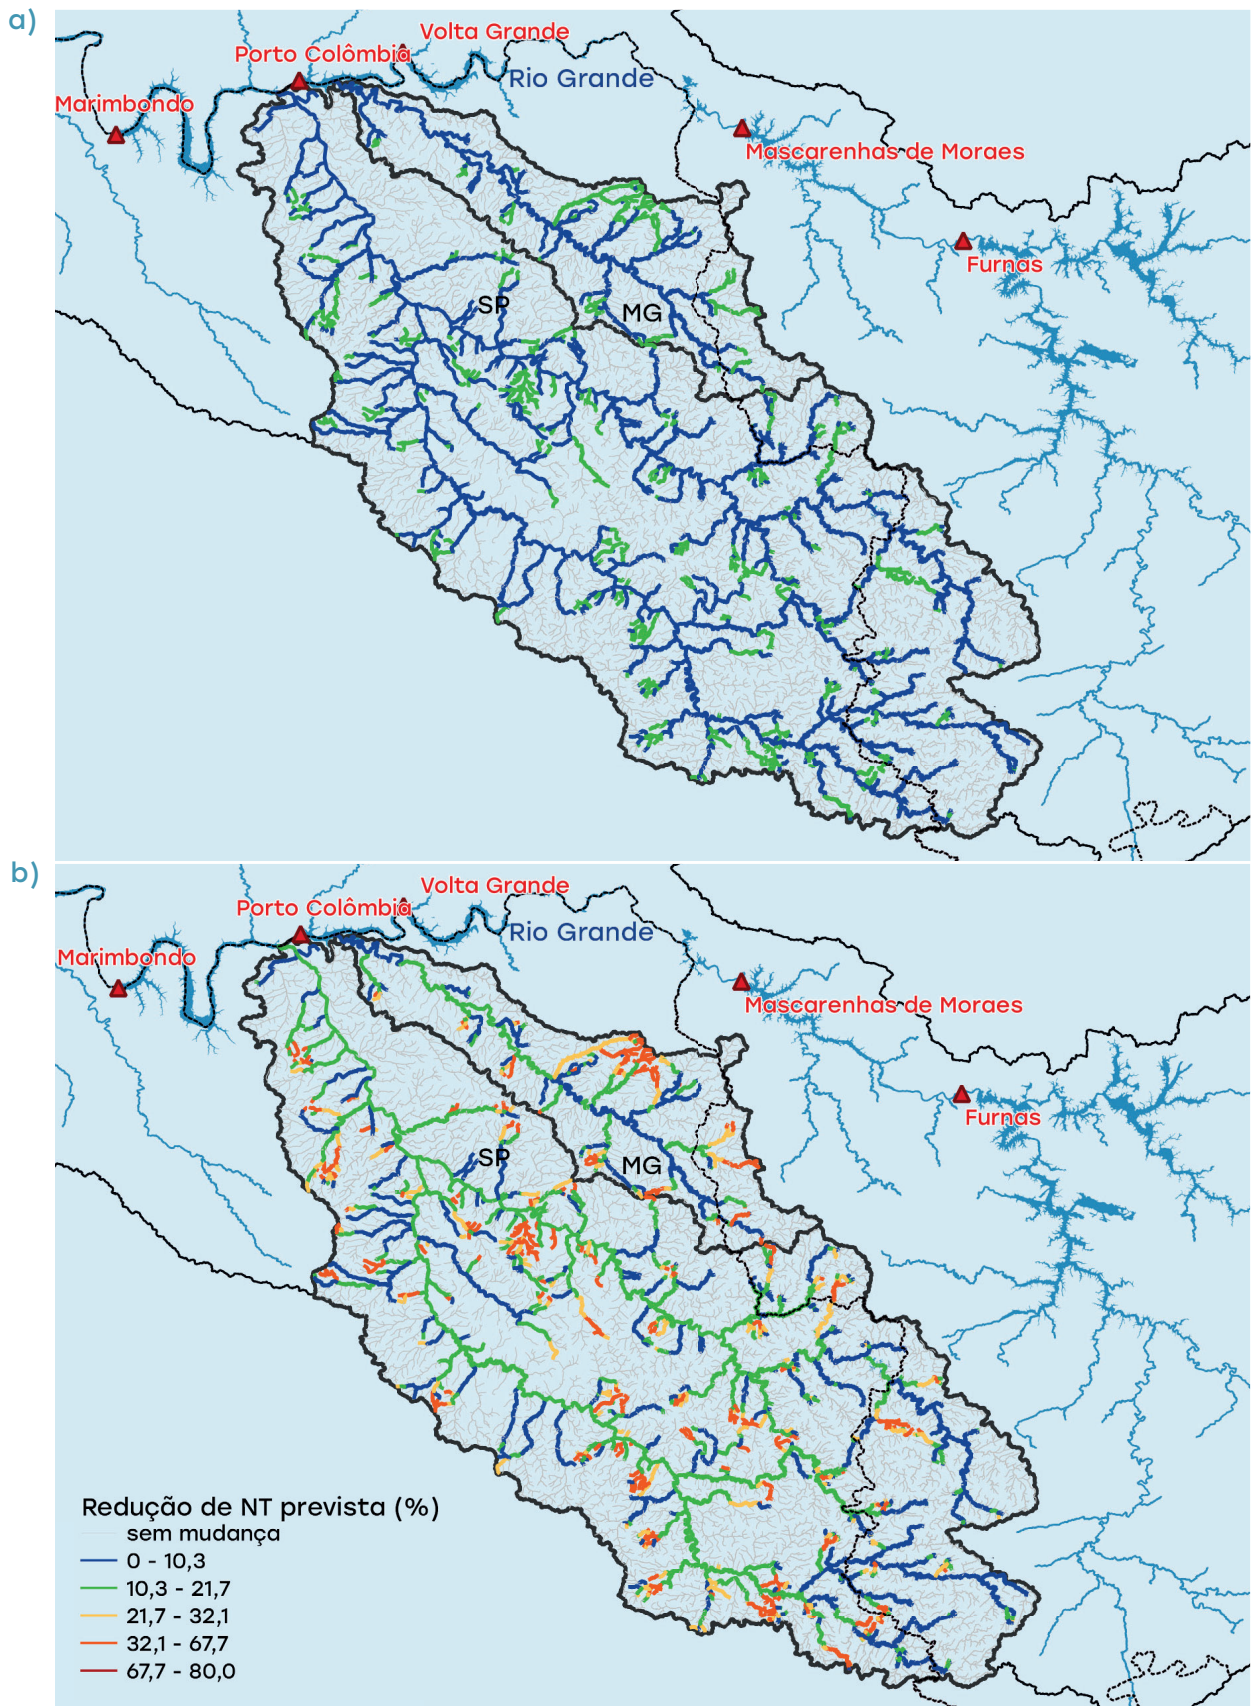 a)
Volta Grande
Porto Colômbia
Rio Grande
Marimbondo
Mascarenhas de Moraes
Furnas
SP
MG
b)
Volta Grande
Porto Colômbia
Rio Grande
Marimbondo
Mascarenhas de Moraes
Furnas
SP
MG
Redução de NT prevista (%)
sem mudança
0 - 10,3
10,3 - 21,7
21,7 - 32,1
32,1 - 67,7
67,7 - 80,0